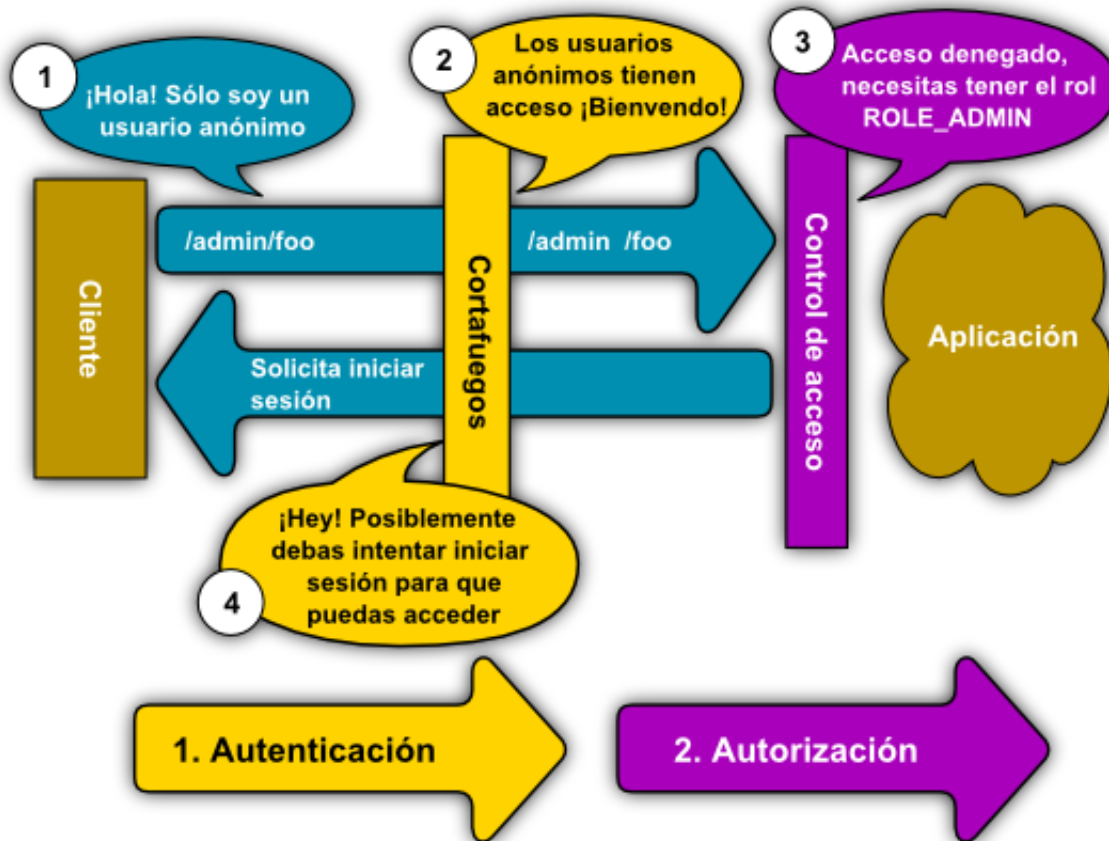 1
¡Hola! Sólo soy un
usuario anónimo
2
Los usuarios
anónimos tienen
acceso ¡Bienvendo!
3
Acceso denegado,
necesitas tener el rol
ROLE_ADMIN
Cliente
/admin/foo
Cortafuegos
/admin /foo
Control de acceso
Aplicación
Solicita iniciar
sesión
4
¡Hey! Posiblemente
debas intentar iniciar
sesión para que
puedas acceder
1. Autenticación
2. Autorización